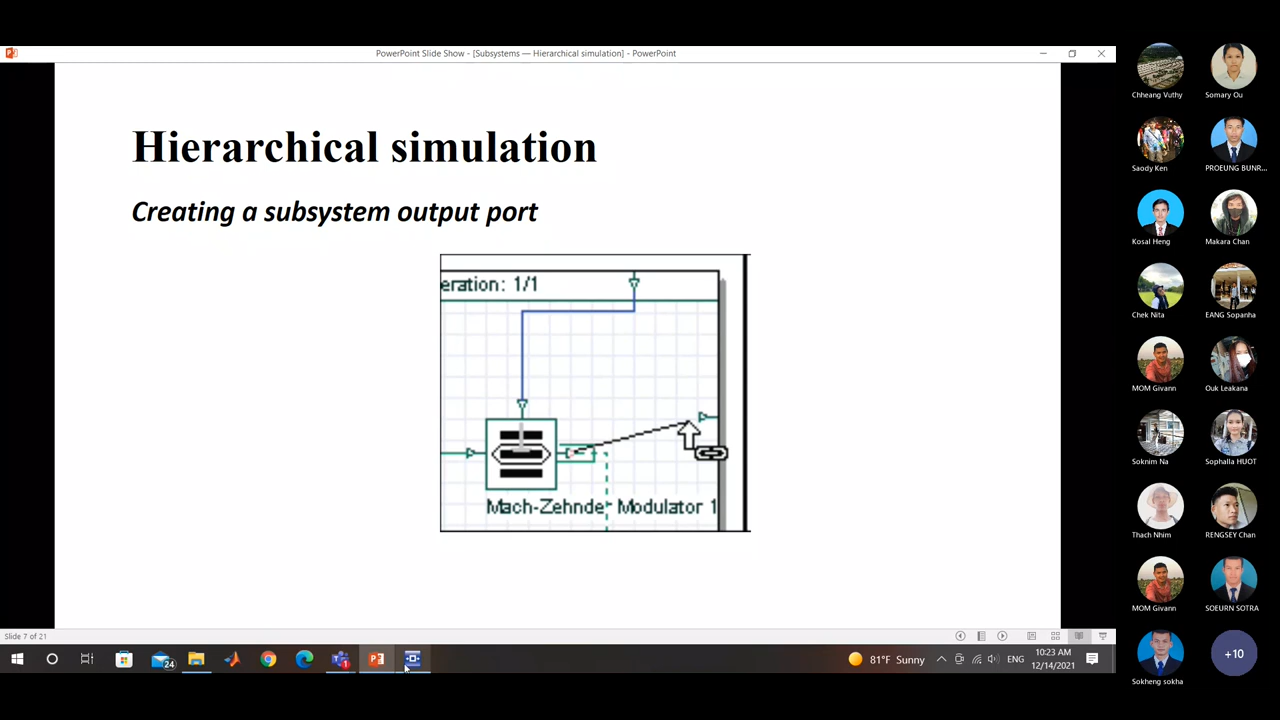 PowerPoint Slide Show - [Subsystems — Hierarchical simulation] - PowerPoint
Hierarchical simulation
Creating a subsystem output port
eration: 1/1
Mach-Zehnder Modulator 1
Slide 7 of 21
24
1
81°F Sunny
ENG
10:23 AM
12/14/2021
Chheang Vuthy
Somary Ou
Saody Ken
PROEUNG BUNR...
Kosal Heng
Makara Chan
Chek Nita
EANG Sopanha
MOM Givann
Ouk Leakana
Soknim Na
Sophalla HUOT
Thach Nhim
RENGSEY Chan
MOM Givann
SOEURN SOTRA
Sokheng sokha
+10